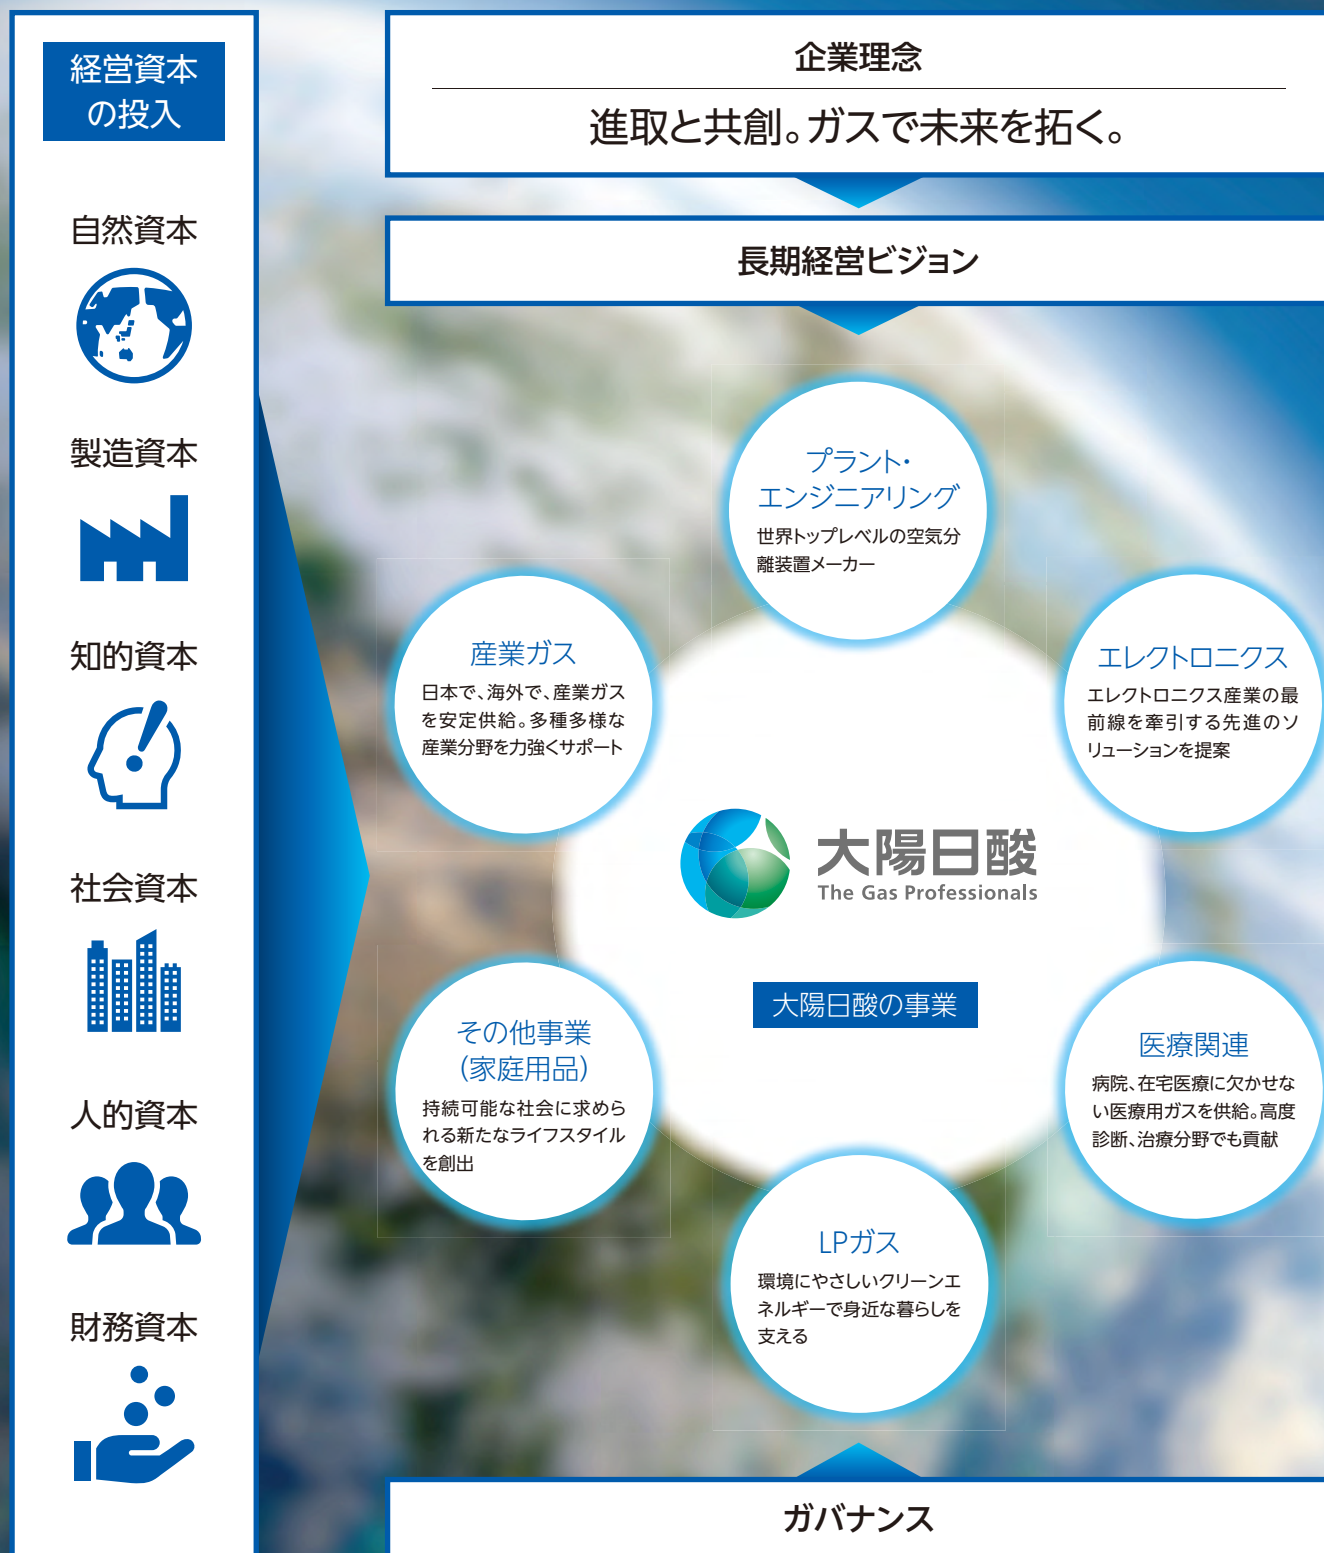 経営資本
の投入
自然資本
製造資本
知的資本
社会資本
人的資本
財務資本
企業理念
進取と共創。ガスで未来を拓く。
長期経営ビジョン
プラント・
エンジニアリング
世界トップレベルの空気分
離装置メーカー
産業ガス
日本で、海外で、産業ガス
を安定供給。多種多様な
産業分野を力強くサポート
エレクトロニクス
エレクトロニクス産業の最
前線を牽引する先進のソ
リューションを提案
大陽日酸
The Gas Professionals
大陽日酸の事業
その他事業
(家庭用品)
持続可能な社会に求めら
れる新たなライフスタイル
を創出
医療関連
病院、在宅医療に欠かせな
い医療用ガスを供給。高度
診断、治療分野でも貢献
LPガス
環境にやさしいクリーンエ
ネルギーで身近な暮らしを
支える
ガバナンス